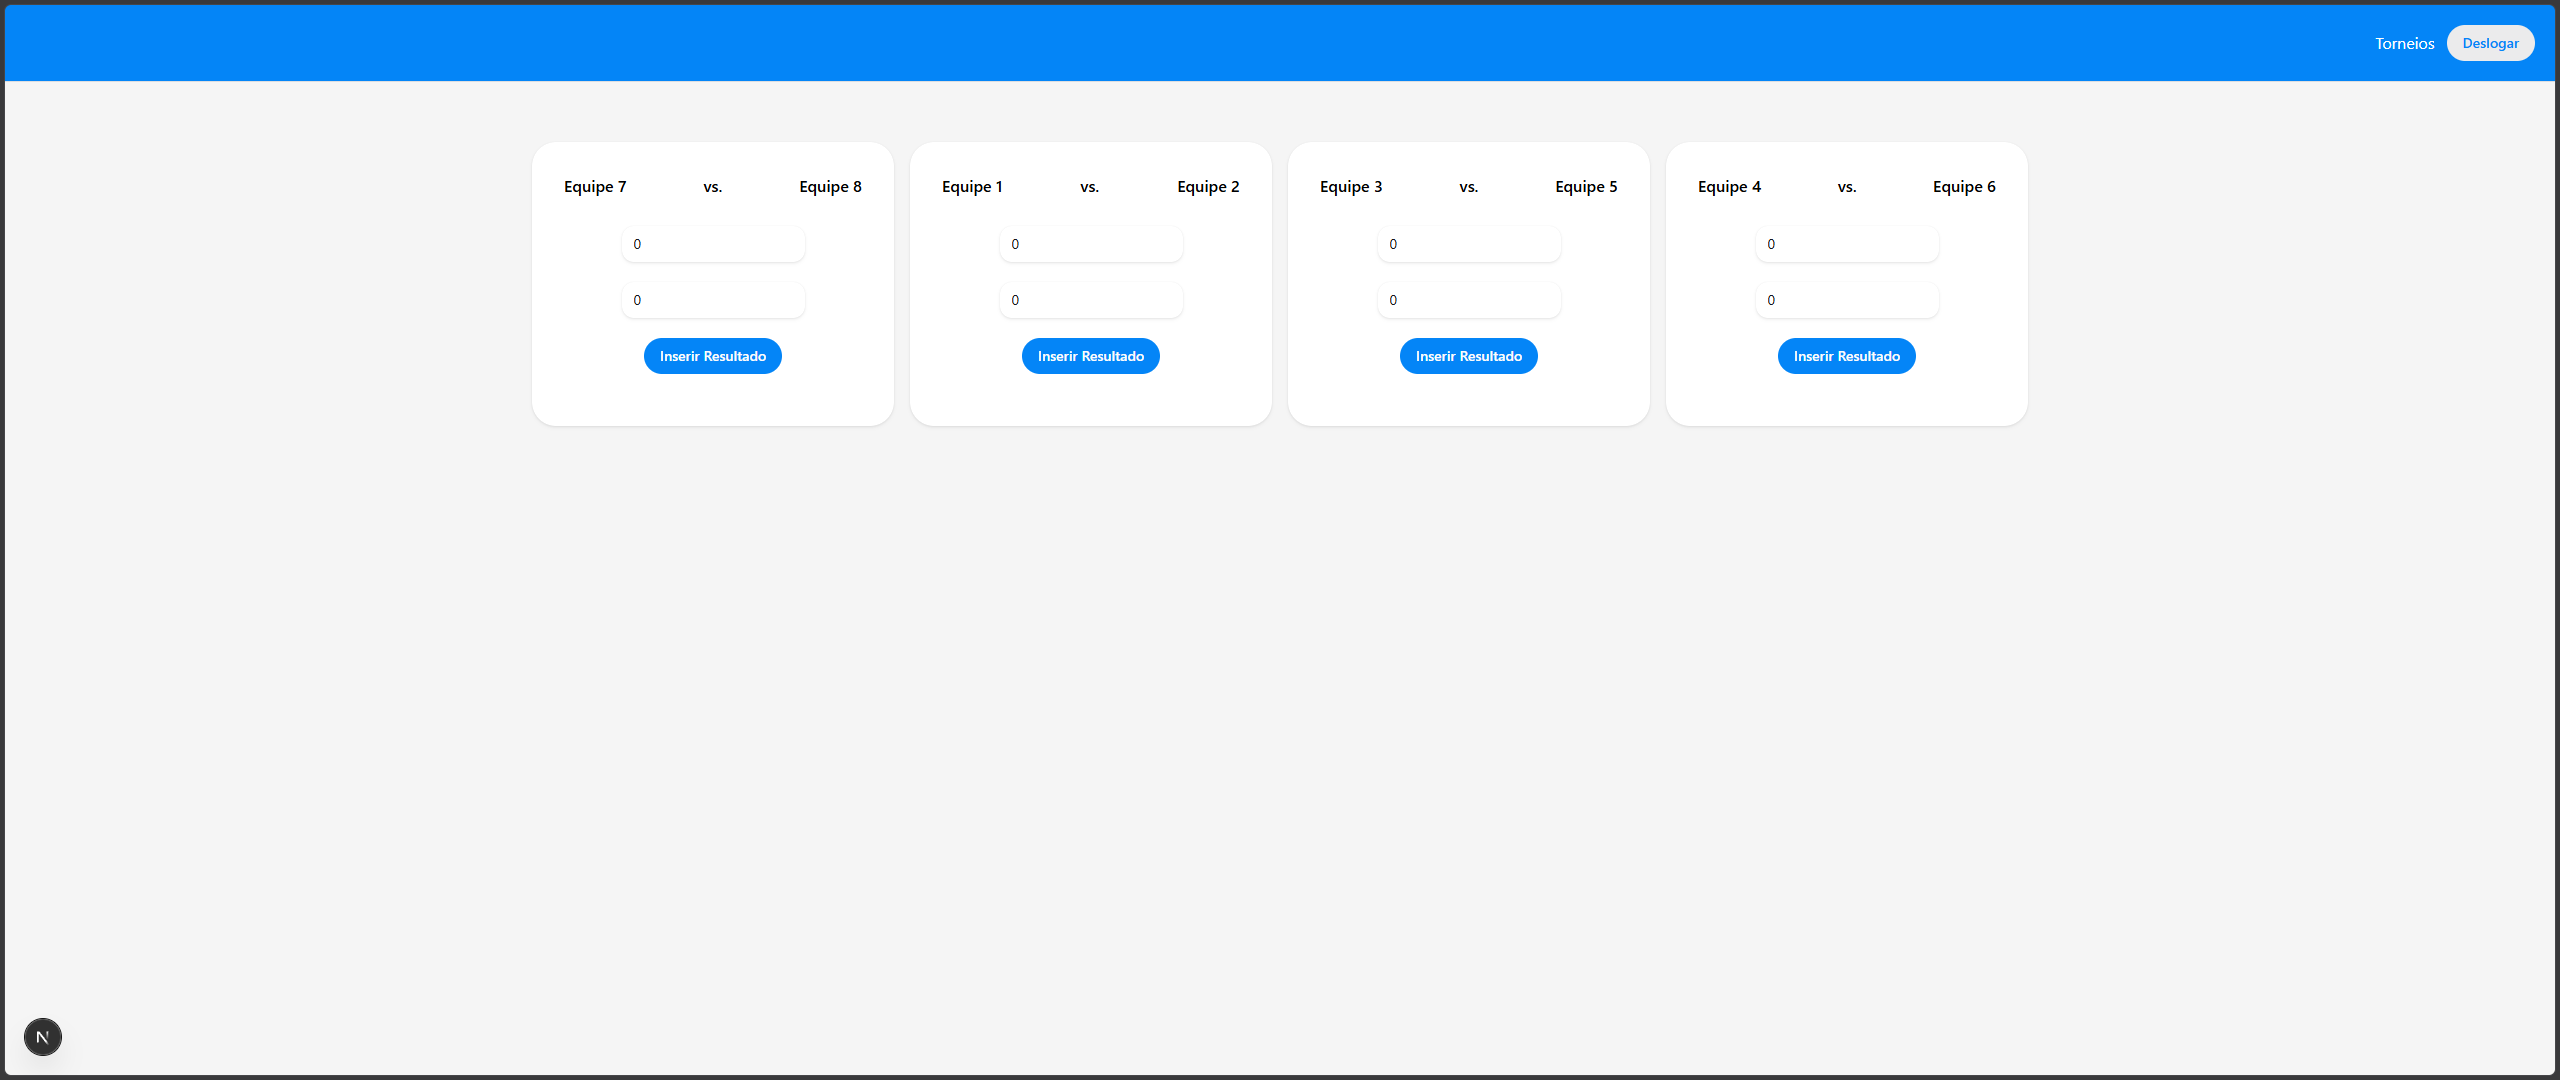 Torneios Deslogar
Equipe 7 vs. Equipe 8
0
0
Inserir Resultado
Equipe 1 vs. Equipe 2
0
0
Inserir Resultado
Equipe 3 vs. Equipe 5
0
0
Inserir Resultado
Equipe 4 vs. Equipe 6
0
0
Inserir Resultado
N